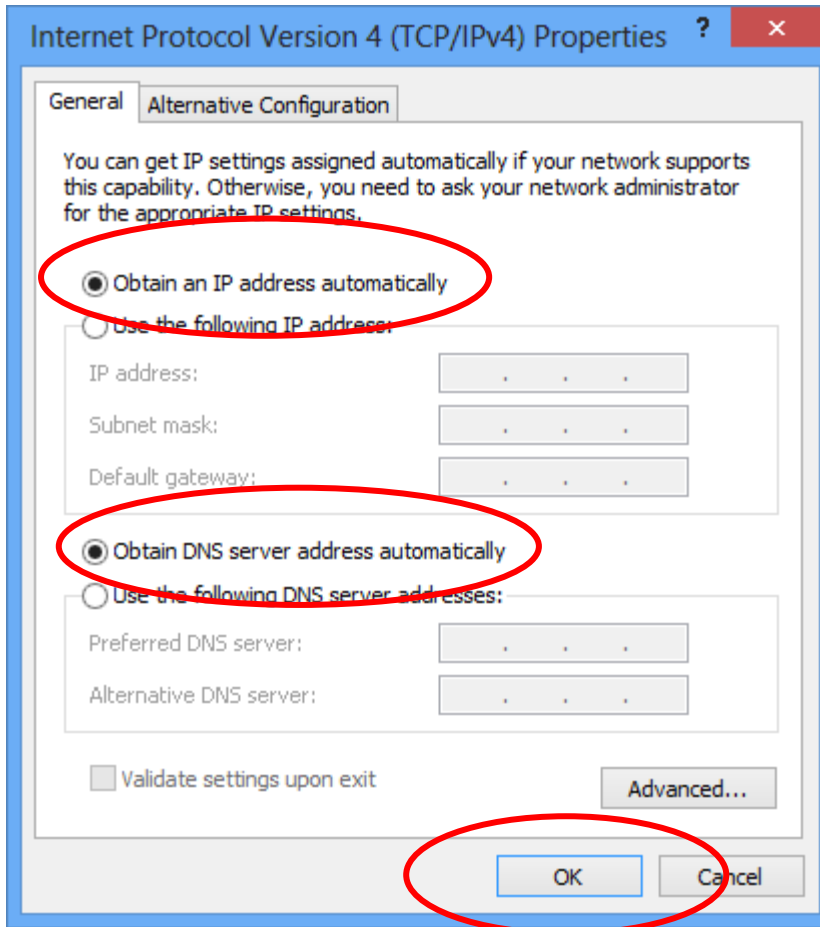 Internet Protocol Version 4 (TCP/IPv4) Properties ? ×
General Alternative Configuration
You can get IP settings assigned automatically if your network supports
this capability. Otherwise, you need to ask your network administrator
for the appropriate IP settings.
Obtain an IP address automatically
Use the following IP address:
IP address: . . .
Subnet mask: . . .
Default gateway: . . .
Obtain DNS server address automatically
Use the following DNS server addresses:
Preferred DNS server: . . .
Alternative DNS server: . . .
Validate settings upon exit
Advanced...
OK Cancel